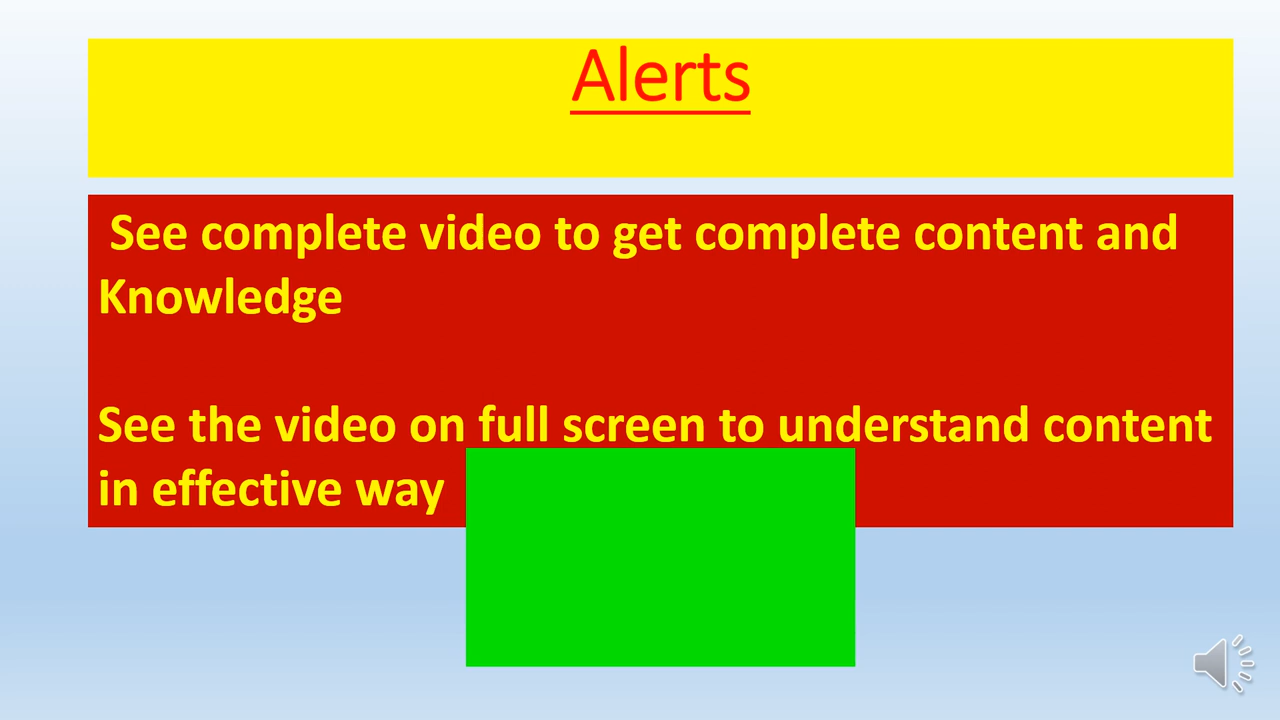 Alerts
See complete video to get complete content and
Knowledge
See the video on full screen to understand content
in effective way